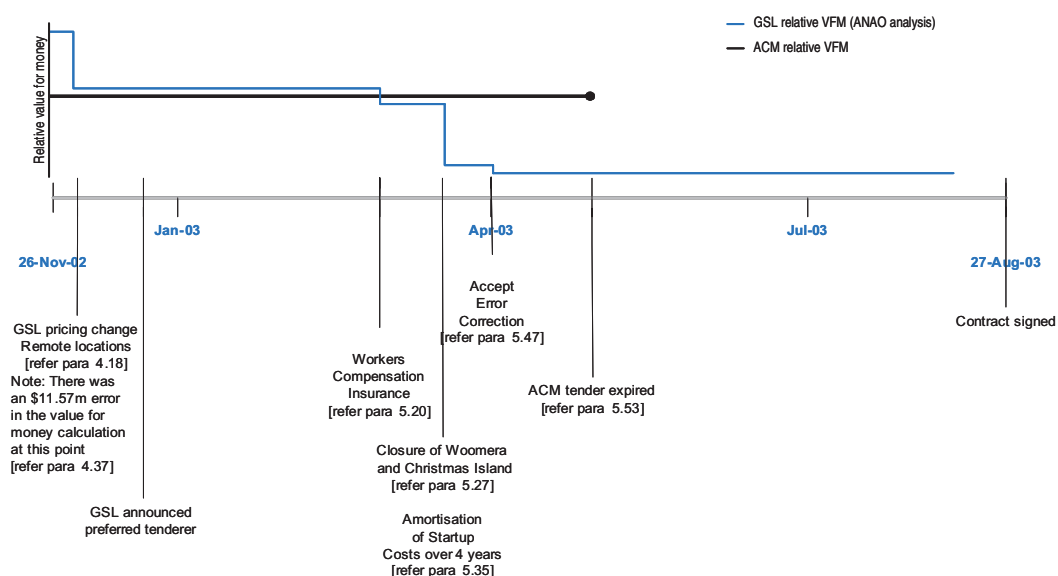 GSL relative VFM (ANAO analysis)
ACM relative VFM
Relative value for money
Jan-03
Apr-03
Jul-03
26-Nov-02
27-Aug-03
GSL pricing change
Remote locations
[refer para 4.18]
Note: There was
an $11.57m error
in the value for
money calculation
at this point
[refer para 4.37]
GSL announced
preferred tenderer
Workers
Compensation
Insurance
[refer para 5.20]
Closure of Woomera
and Christmas Island
[refer para 5.27]
Amortisation
of Startup
Costs over 4 years
[refer para 5.35]
Accept
Error
Correction
[refer para 5.47]
ACM tender expired
[refer para 5.53]
Contract signed